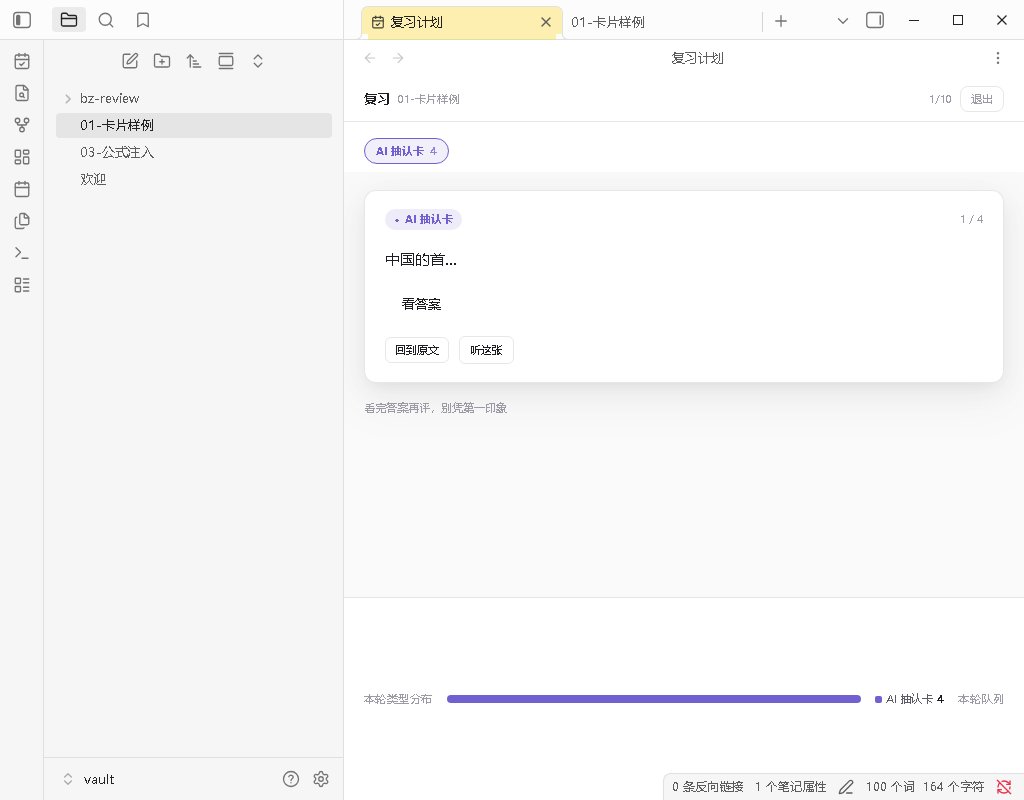 复习计划
01-卡片样例
复习计划
bz-review
01-卡片样例
03-公式注入
欢迎
复习 01-卡片样例
1/10 退出
AI 抽认卡 4
• AI 抽认卡
1 / 4
中国的首...
看答案
回到原文 听这张
看完答案再评，别凭第一印象
本轮类型分布
AI 抽认卡 4 本轮队列
vault
0 条反向链接 1 个笔记属性 100 个词 164 个字符